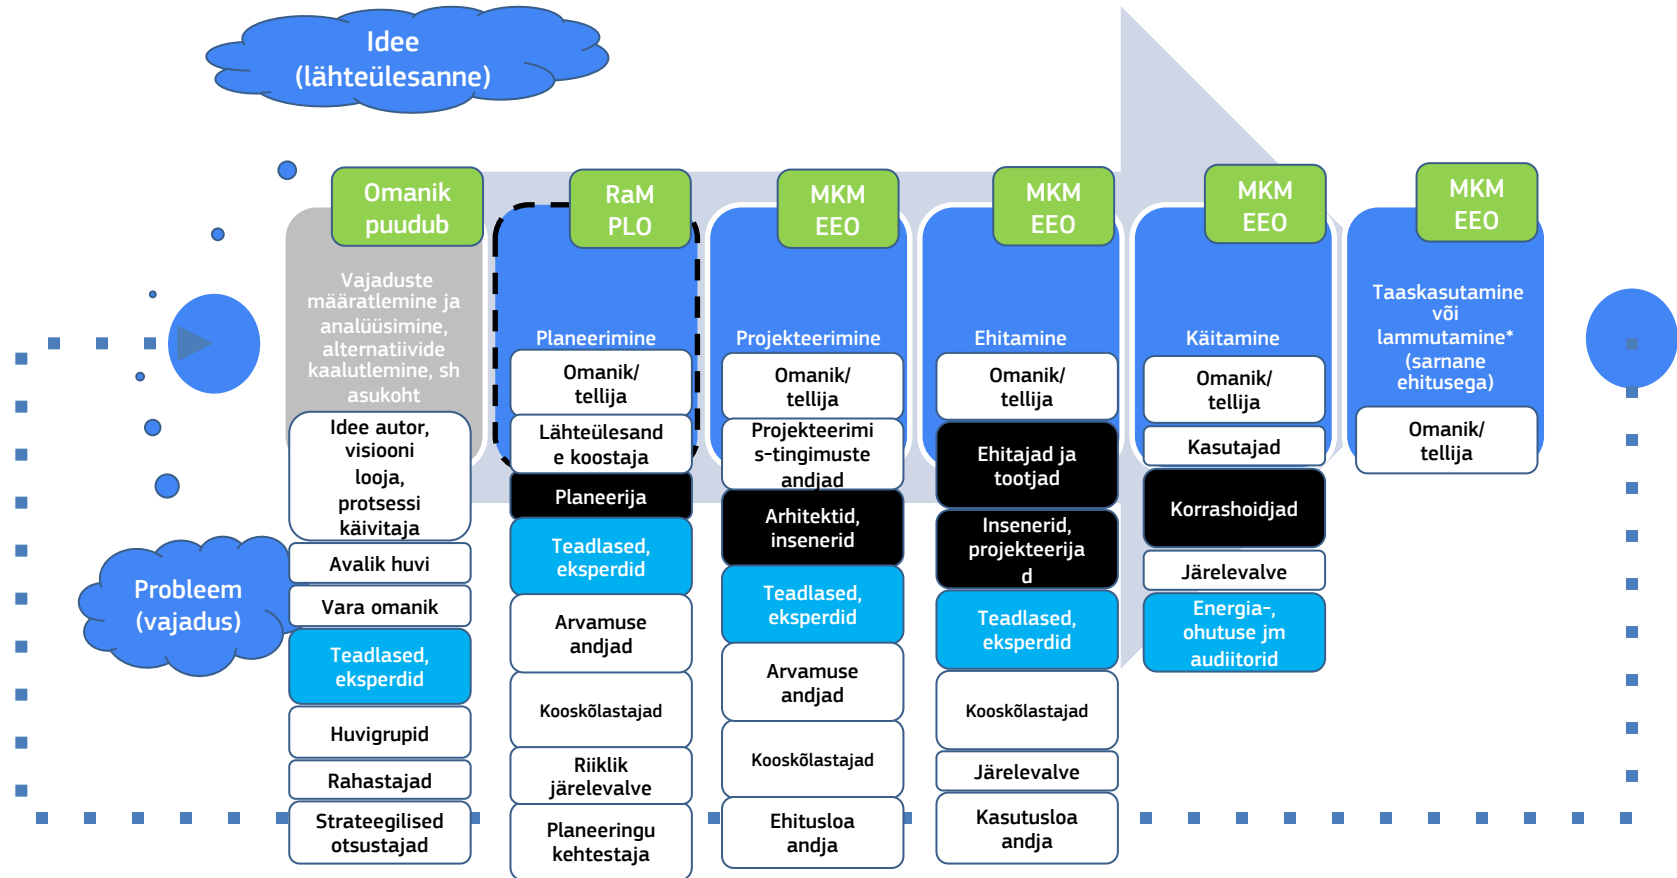 Idee
(lähteülesanne)
Omanik
puudub
Vajaduste
määratlemine ja
analüüsimine,
alternatiivide
kaalutlemine, sh
asukoht
Idee autor,
visiooni
looja,
protsessi
käivitaja
Avalik huvi
Vara omanik
Teadlased,
eksperdid
Huvigrupid
Rahastajad
Strateegilised
otsustajad
Probleem
(vajadus)
RaM
PLO
Planeerimine
Omanik/
tellija
Lähteülesand
e koostaja
Planeerija
Teadlased,
eksperdid
Arvamuse
andjad
Kooskõlastajad
Riiklik
järelevalve
Planeeringu
kehtestaja
MKM
EEO
Projekteerimine
Omanik/
tellija
Projekteerimi
s-tingimuste
andjad
Arhitektid,
insenerid
Teadlased,
eksperdid
Arvamuse
andjad
Kooskõlastajad
Ehitusloa
andja
MKM
EEO
Ehitamine
Omanik/
tellija
Ehitajad ja
tootjad
Insenerid,
projekteerija
d
Teadlased,
eksperdid
Kooskõlastajad
Järelevalve
Kasutusloa
andja
MKM
EEO
Käitamine
Omanik/
tellija
Kasutajad
Korrashoidjad
Järelevalve
Energia-,
ohutuse jm
audiitorid
MKM
EEO
Taaskasutamine
või
lammutamine*
(sarnane
ehitusega)
Omanik/
tellija